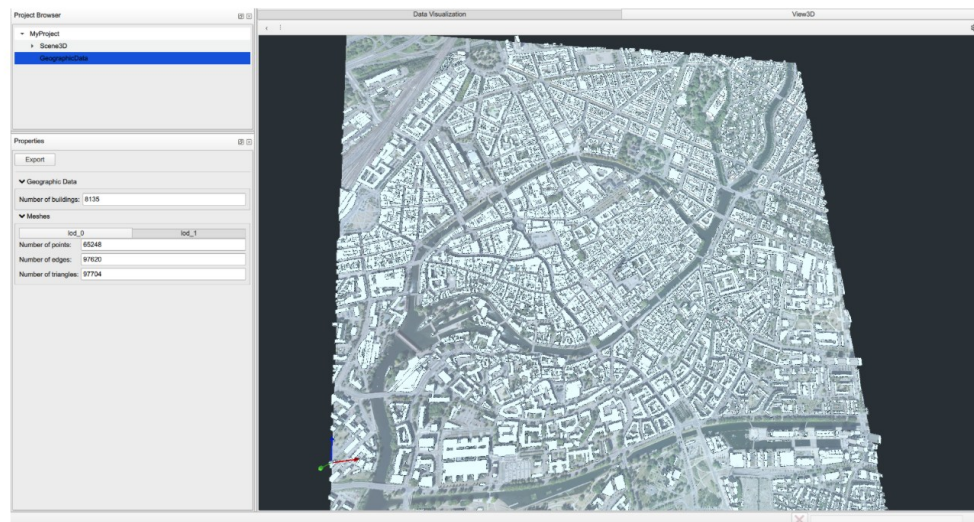 Project Browser
MyProject
Scene3D
GeographicData
Properties
Export
Geographic Data
Number of buildings: 8135
Meshes
lod_0 lod_1
Number of points: 65248
Number of edges: 97620
Number of triangles: 97704
Data Visualization View3D